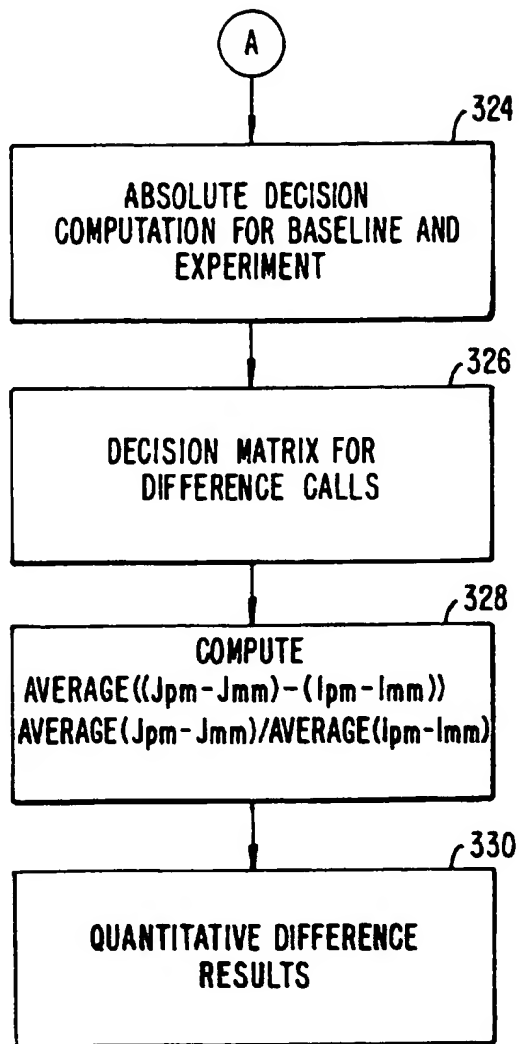 A
324
ABSOLUTE DECISION
COMPUTATION FOR BASELINE AND
EXPERIMENT
326
DECISION MATRIX FOR
DIFFERENCE CALLS
328
COMPUTE
AVERAGE((Jpm-Jmm)-(Ipm-Imm))
AVERAGE(Jpm-Jmm)/AVERAGE(Ipm-Imm)
330
QUANTITATIVE DIFFERENCE
RESULTS